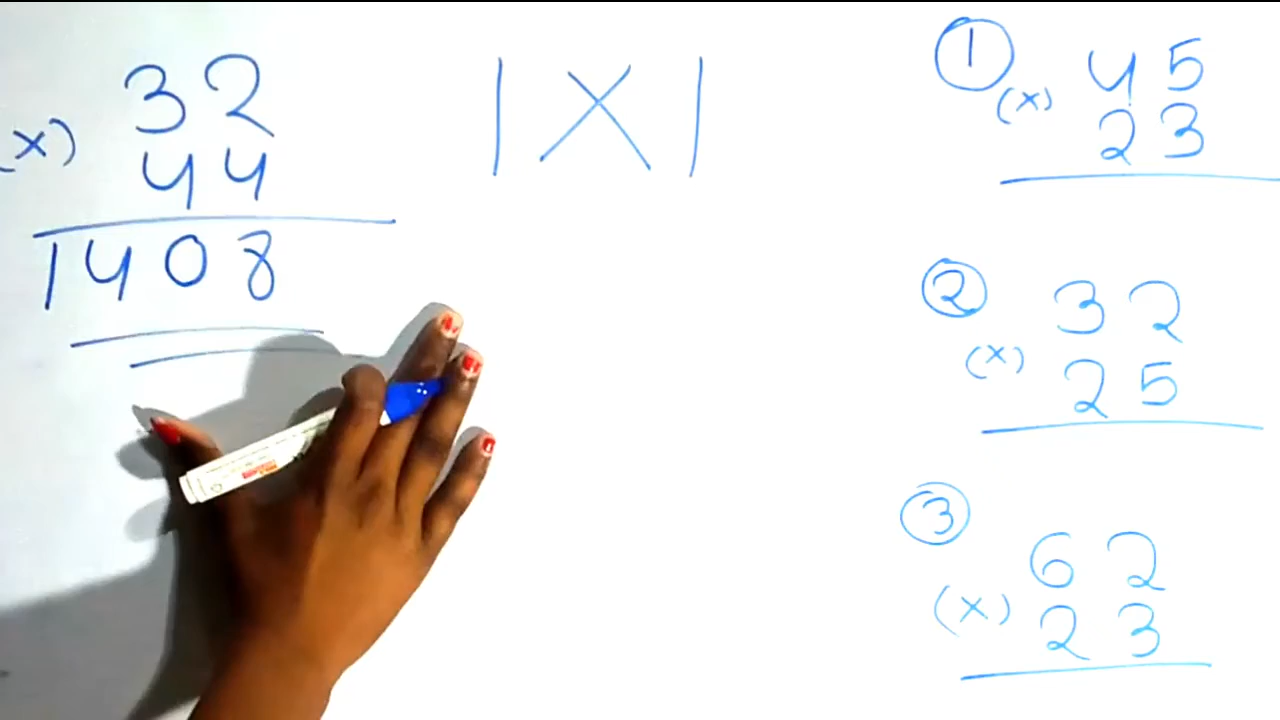 32
(x) 44
1408
| X |
① 45
(x) 23
② 32
(x) 25
③ 62
(x) 23